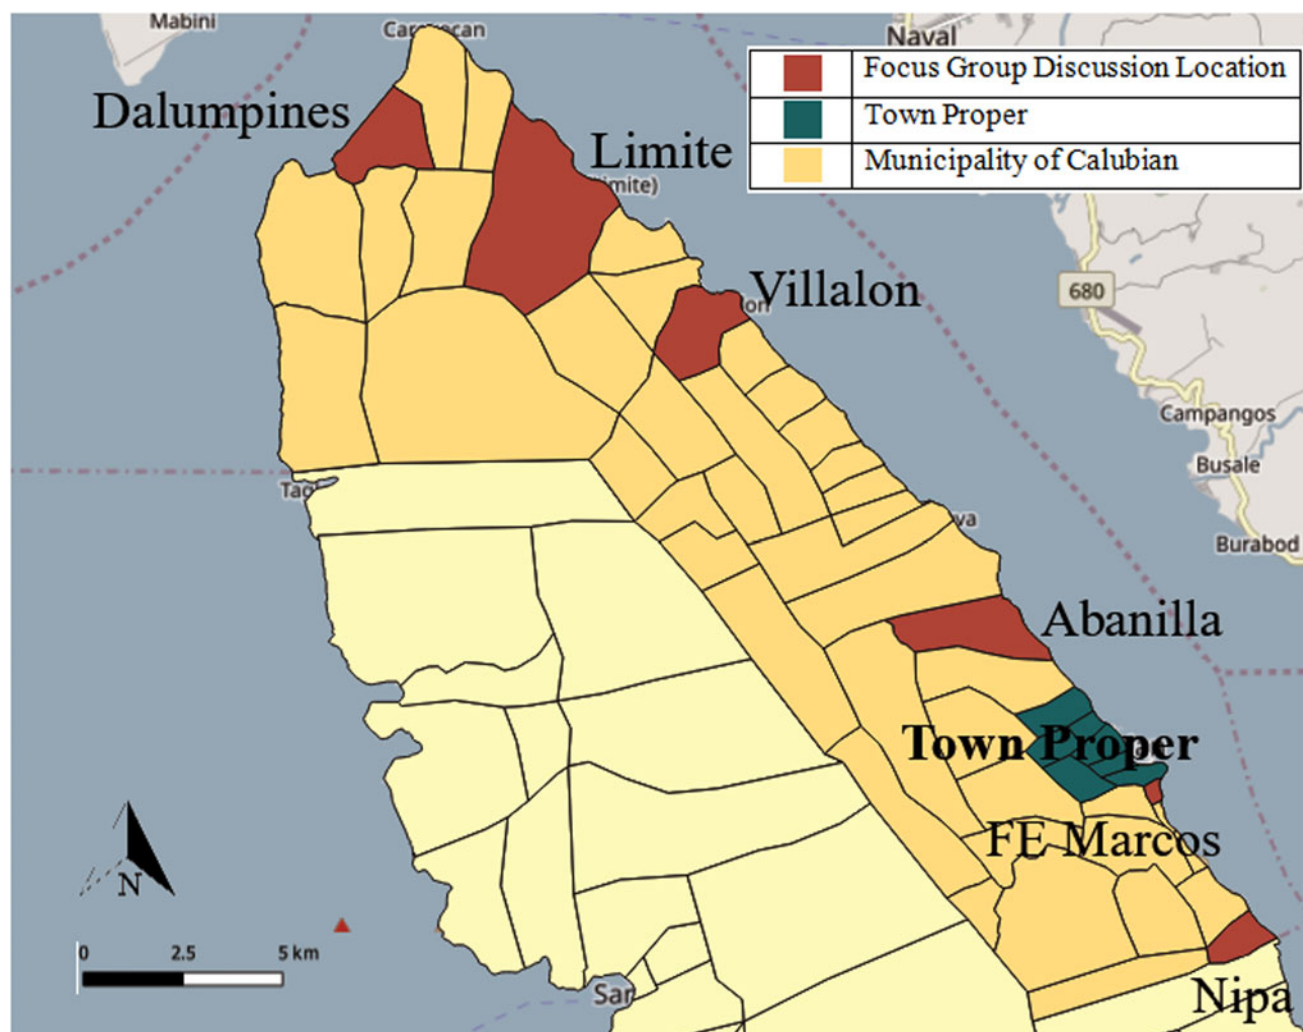 Mabini
Naval
Focus Group Discussion Location
Town Proper
Municipality of Calubian
Dalumpines
Limite
Villalon
680
Campangos
Busale
Burabod
Abanilla
Town Proper
FE Marcos
N
0 2.5 5 km
Nipa